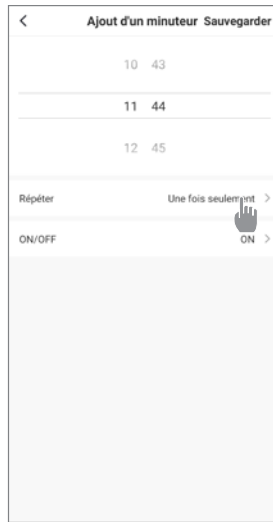 Ajout d'un minuteur Sauvegarder
10 43
11 44
12 45
Répéter Une fois seulement
ON/OFF ON